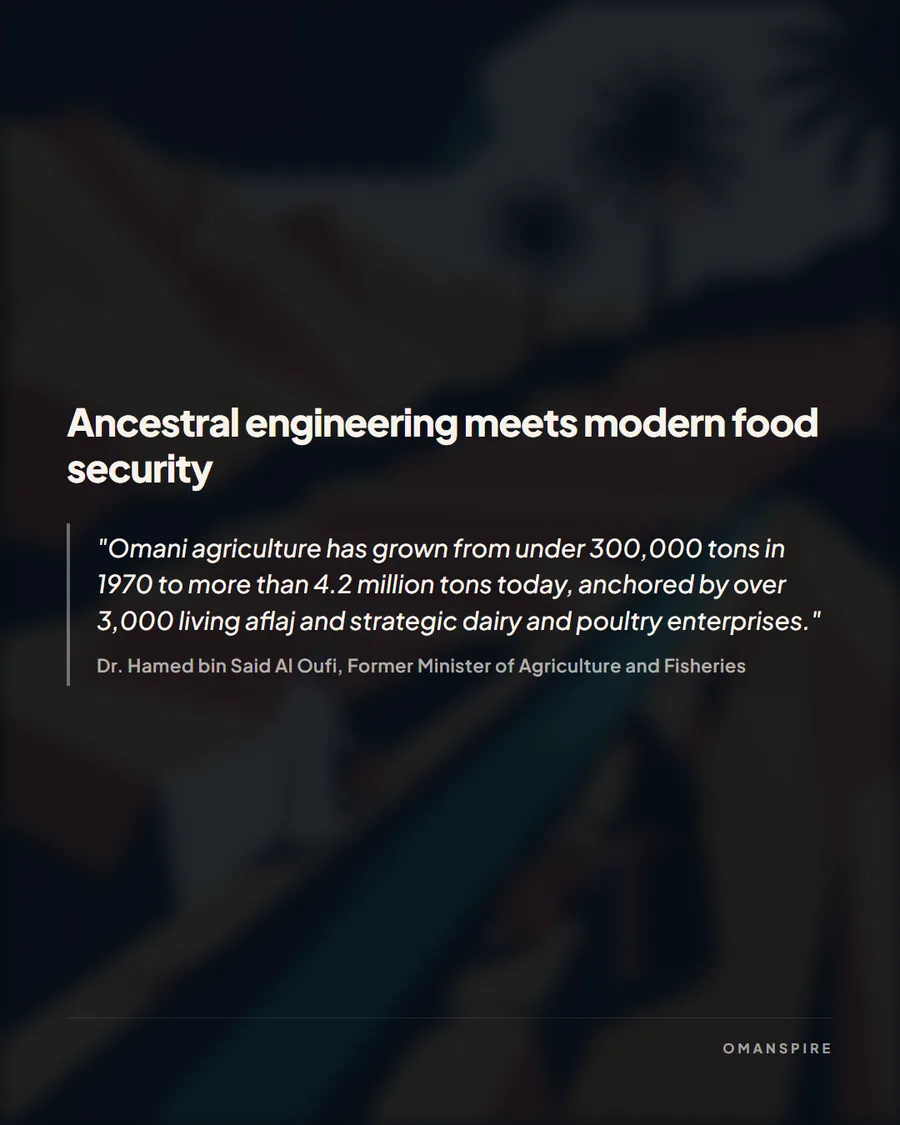 Ancestral engineering meets modern food
security
"Omani agriculture has grown from under 300,000 tons in
1970 to more than 4.2 million tons today, anchored by over
3,000 living aflaj and strategic dairy and poultry enterprises."
Dr. Hamed bin Said Al Oufi, Former Minister of Agriculture and Fisheries
OMANSPIRE